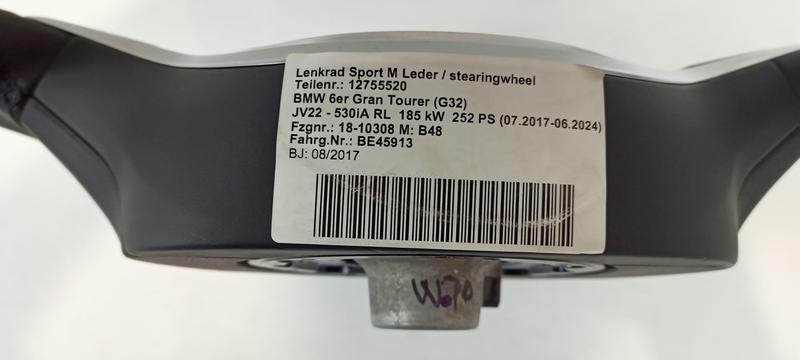 Lenkrad Sport M Leder / stearingwheel
Teilenr.: 12755520
BMW 6er Gran Tourer (G32)
JV22 - 530iA RL 185 kW 252 PS (07.2017-06.2024)
Fzgnr.: 18-10308 M: B48
Fahrg.Nr.: BE45913
BJ: 08/2017